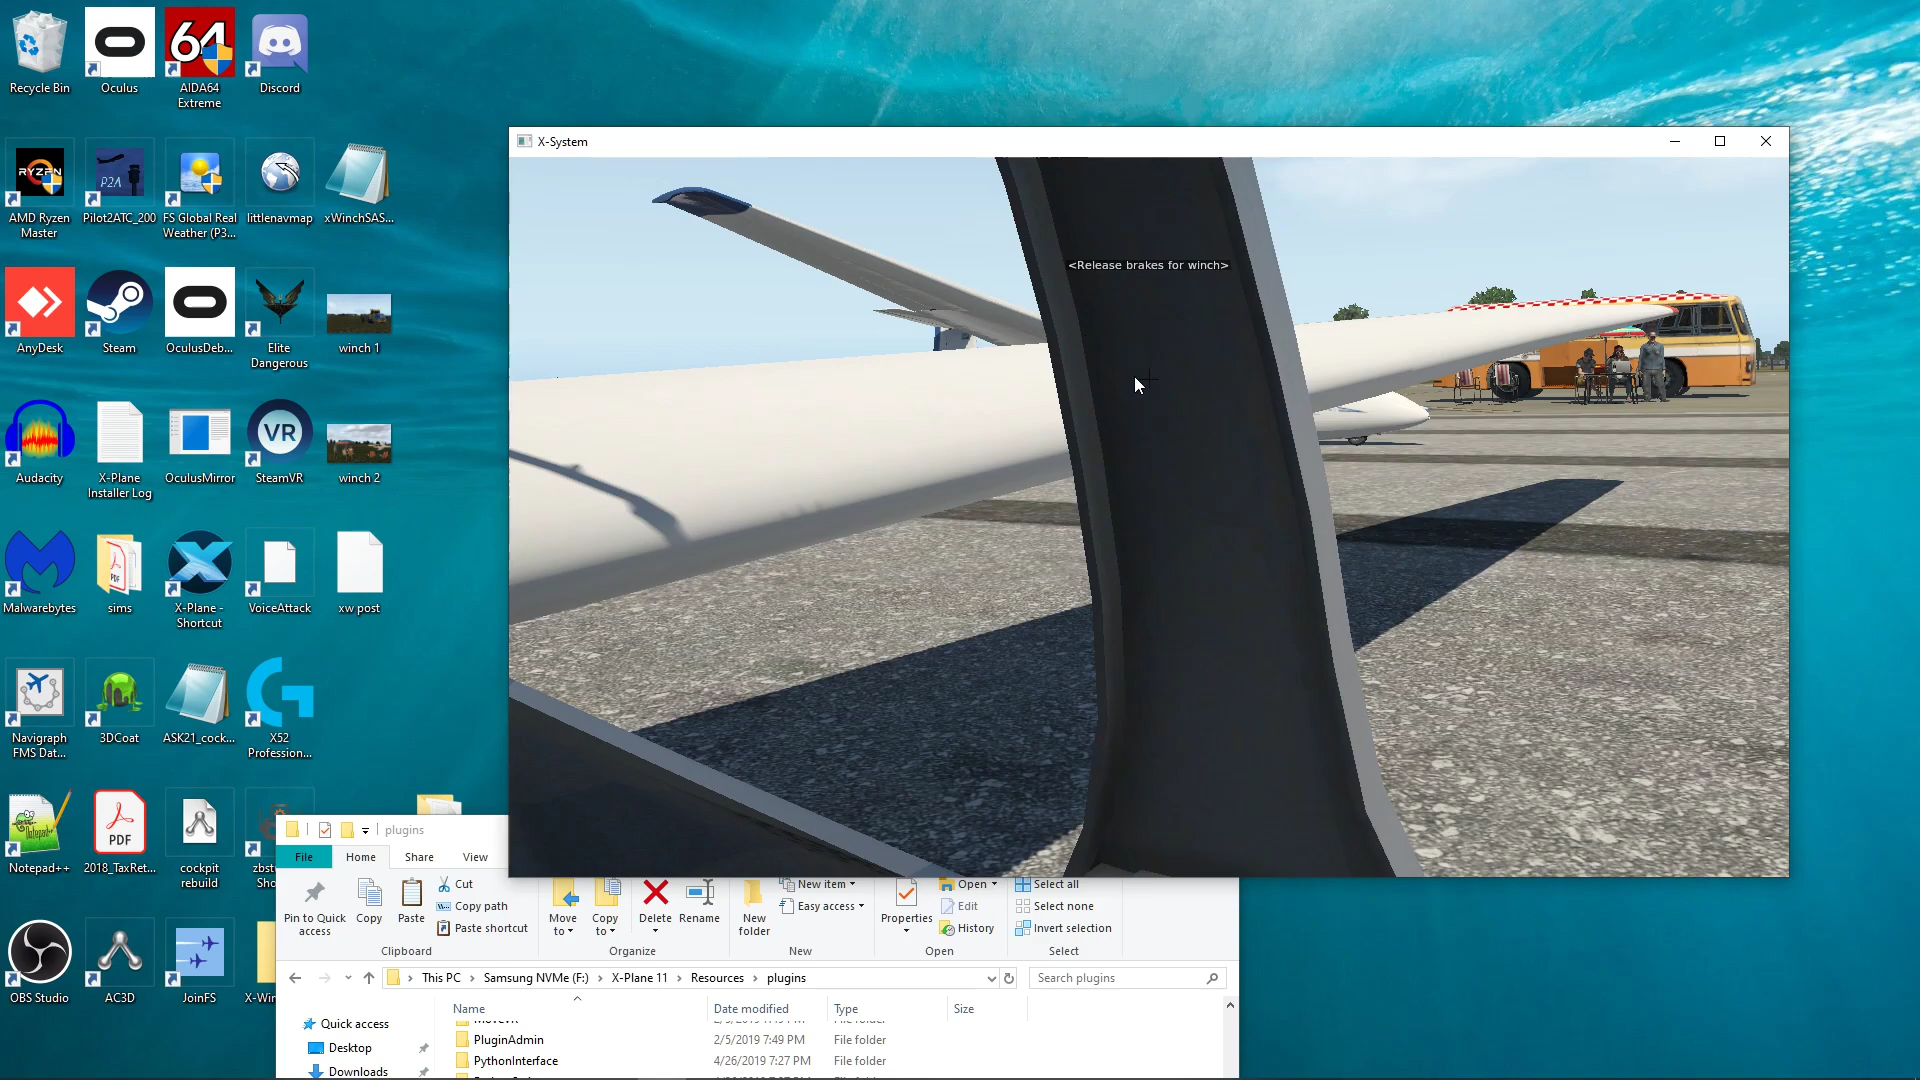 Recycle Bin
Oculus
64
AIDA64
Extreme
Discord
RYZEN
AMD Ryzen
Master
P2A
Pilot2ATC_200
FS Global Real
Weather (P3...
littlenavmap
xWinchSAS...
AnyDesk
Steam
OculusDeb...
Elite
Dangerous
winch 1
Audacity
X-Plane
Installer Log
OculusMirror
VR
SteamVR
winch 2
Malwarebytes
PDF
sims
X-Plane -
Shortcut
VoiceAttack
xw post
Navigraph
FMS Dat...
3DCoat
ASK21_cock...
X52
Profession...
Notepad++
PDF
2018_TaxRet...
cockpit
rebuild
OBS Studio
AC3D
JoinFS
X-System
<Release brakes for winch>
plugins
File
Home
Share
View
Pin to Quick
access
Copy
Paste
Cut
Copy path
Paste shortcut
Clipboard
Move
to
Copy
to
Delete
Rename
Organize
New
folder
New item
Easy access
New
Properties
Open
Edit
History
Open
Select all
Select none
Invert selection
Select
This PC > Samsung NVMe (F:) > X-Plane 11 > Resources > plugins
Search plugins
Name
Date modified
Type
Size
Quick access
Desktop
Downloads
PluginAdmin
2/5/2019 7:49 PM
File folder
PythonInterface
4/26/2019 7:27 PM
File folder